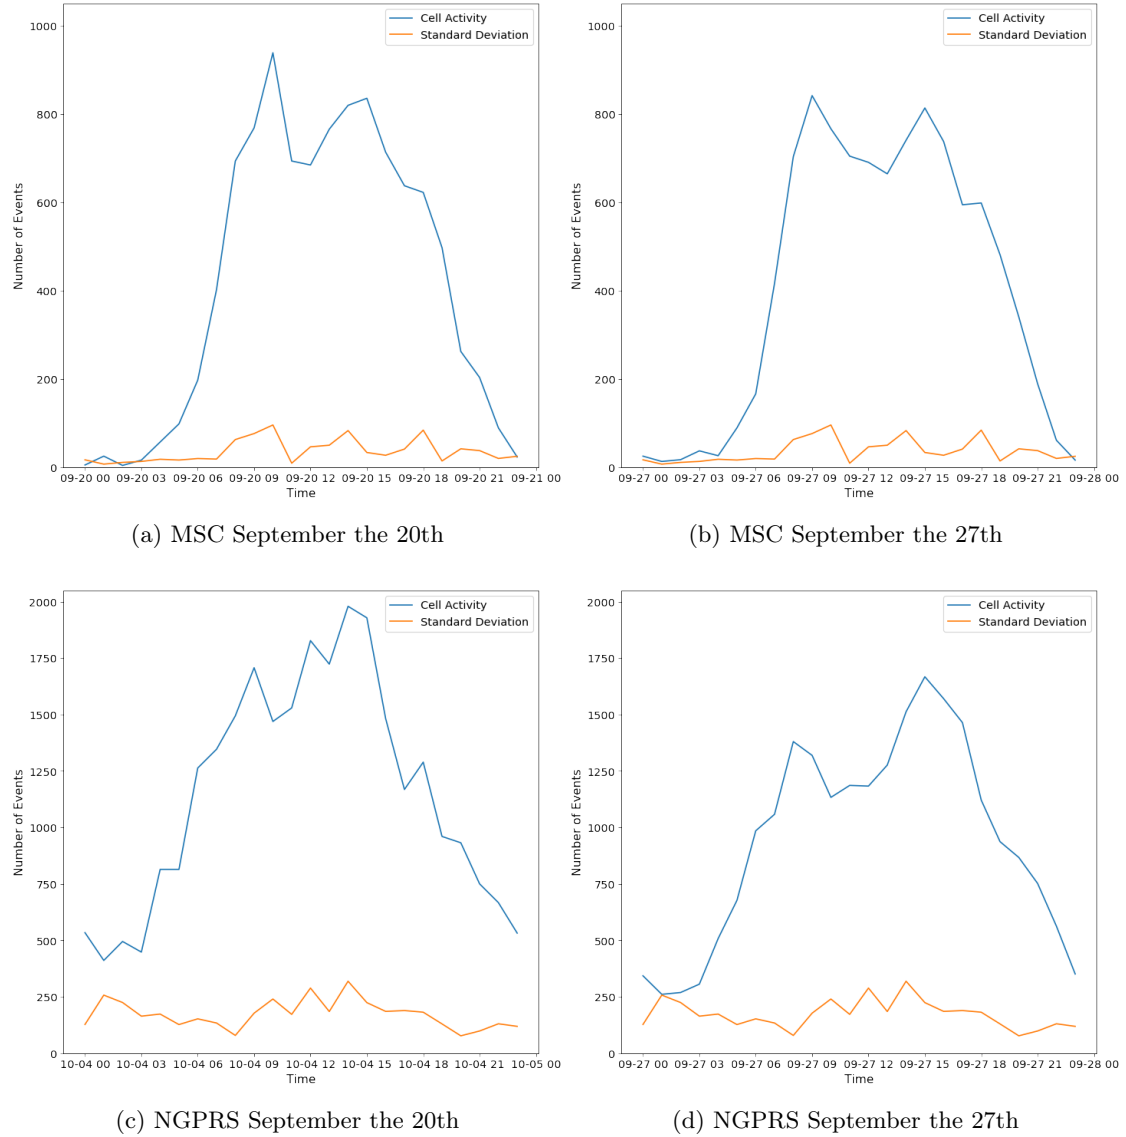 1000
800
600
400
200
0
Number of Events
Cell Activity
Standard Deviation
09-20 00 09-20 03 09-20 06 09-20 09 09-20 12 09-20 15 09-20 18 09-20 21 09-21 00
Time
(a) MSC September the 20th
1000
800
600
400
200
0
Number of Events
Cell Activity
Standard Deviation
09-27 00 09-27 03 09-27 06 09-27 09 09-27 12 09-27 15 09-27 18 09-27 21 09-28 00
Time
(b) MSC September the 27th
2000
1750
1500
1250
1000
750
500
250
0
Number of Events
Cell Activity
Standard Deviation
10-04 00 10-04 03 10-04 06 10-04 09 10-04 12 10-04 15 10-04 18 10-04 21 10-05 00
Time
(c) NGPRS September the 20th
2000
1750
1500
1250
1000
750
500
250
0
Number of Events
Cell Activity
Standard Deviation
09-27 00 09-27 03 09-27 06 09-27 09 09-27 12 09-27 15 09-27 18 09-27 21 09-28 00
Time
(d) NGPRS September the 27th